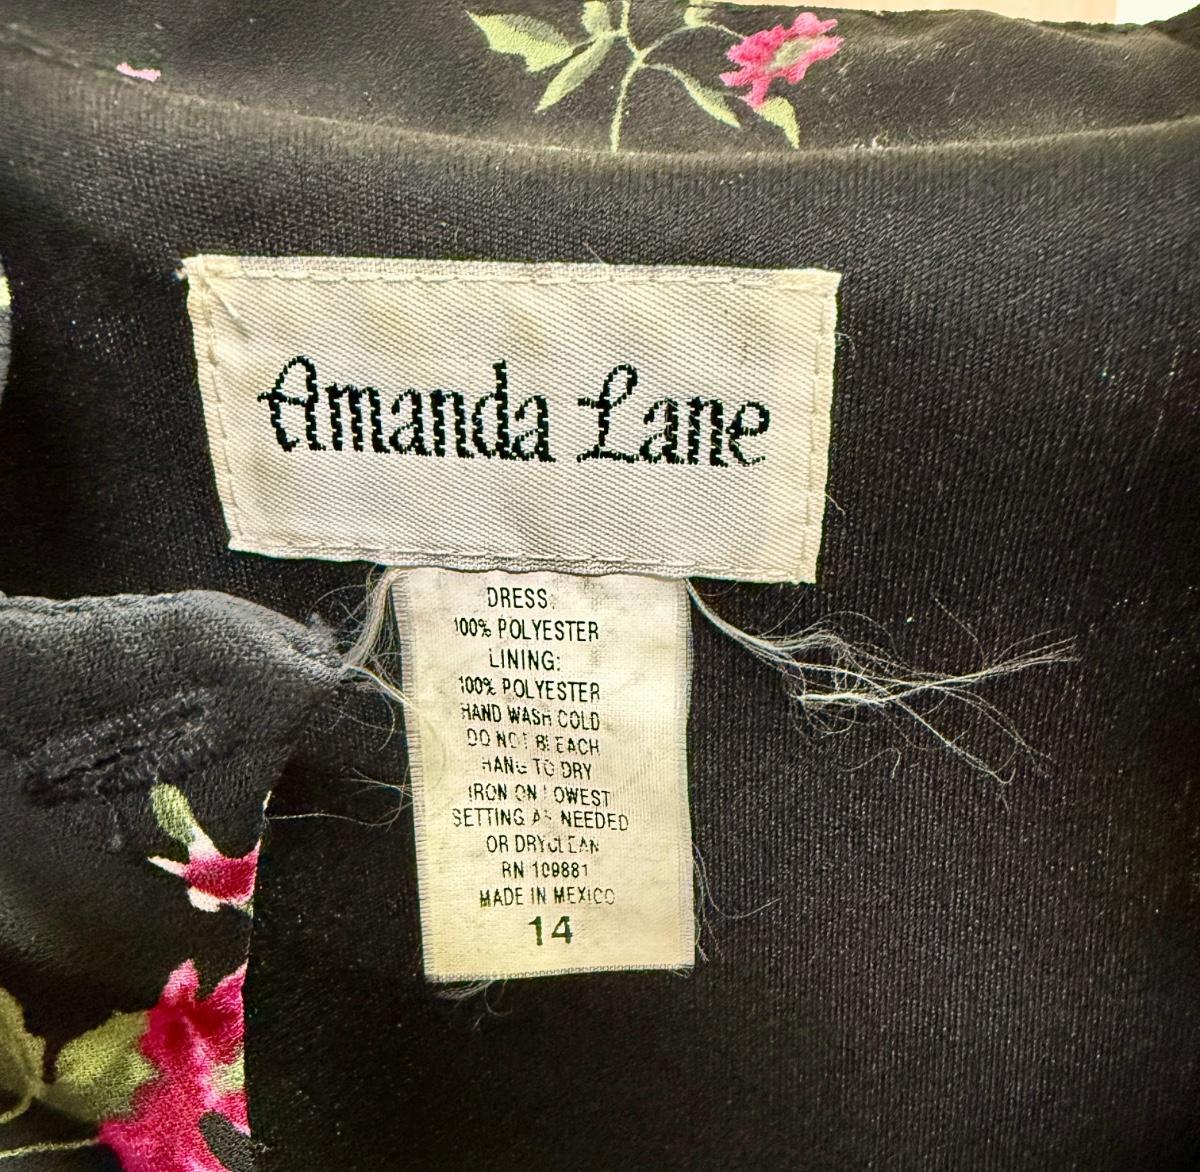 Amanda Lane
DRESS:
100% POLYESTER
LINING:
100% POLYESTER
HAND WASH COLD
DO NOT BLEACH
HANG TO DRY
IRON ON LOWEST
SETTING AS NEEDED
OR DRYCLEAN
RN 109881
MADE IN MEXICO
14